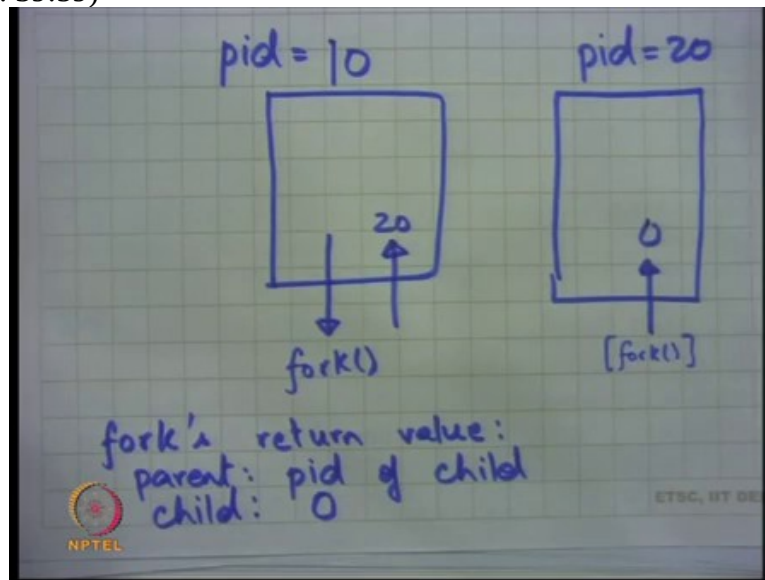 pid = 10
pid = 20
20
0
fork()
[fork()]
fork's return value:
parent: pid of child
child: 0
NPTEL